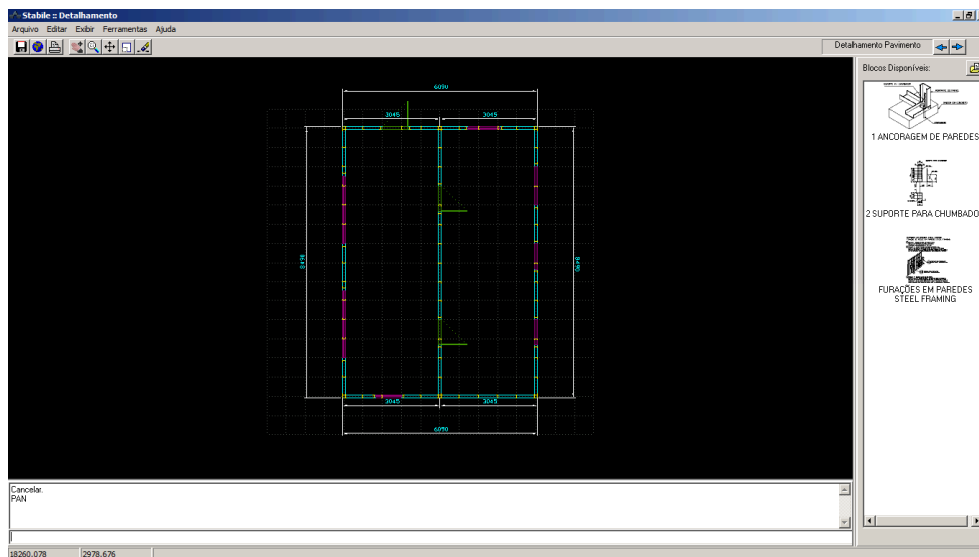 Stabile :: Detalhamento
Arquivo Editar Exibir Ferramentas Ajuda
Detalhamento Pavimento
Blocos Disponíveis:
6090
3045 3045
8490 8490
3045 3045
6090
1 ANCORAGEM DE PAREDES
2 SUPORTE PARA CHUMBADO
FURAÇÕES EM PAREDES
STEEL FRAMING
Cancelar.
PAN
18260.078 2978.676